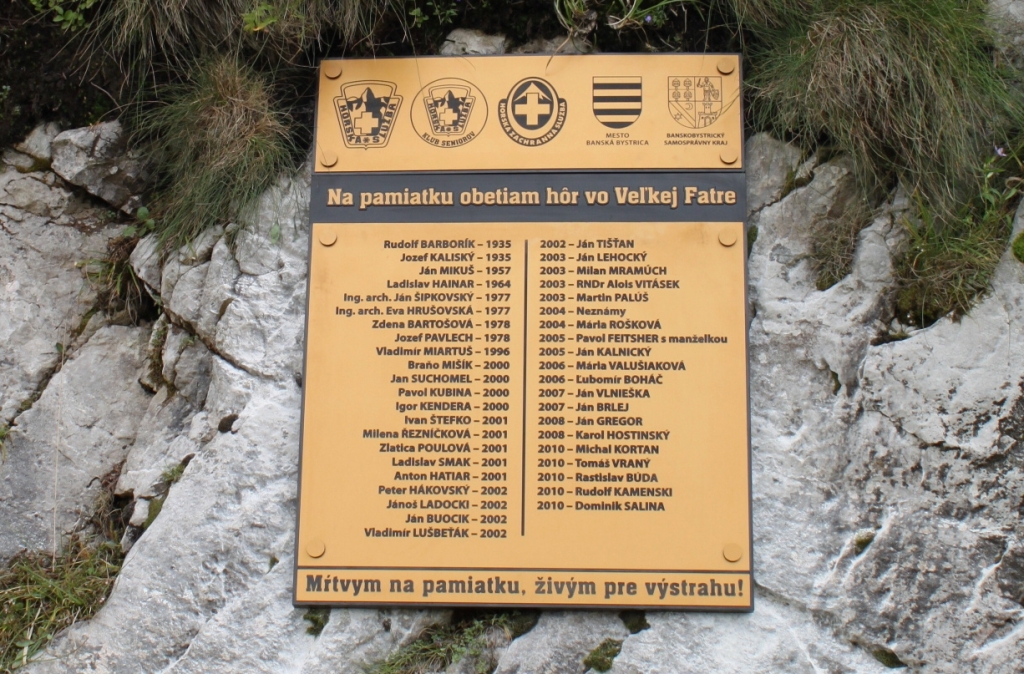 HORSKÁ SLUŽBA
A S
HORSKÁ SLUŽBA
A S
KLUB SENIOROV
HORSKÁ ZÁCHRANNÁ SLUŽBA
MESTO
BANSKÁ BYSTRICA
BANSKOBYSTRICKÝ
SAMOSPRÁVNY KRAJ
Na pamiatku obetiam hôr vo Veľkej Fatre
Rudolf BARBORÍK – 1935
Jozef KALISKÝ – 1935
Ján MIKUŠ – 1957
Ladislav HAINAR – 1964
Ing. arch. Ján ŠIPKOVSKÝ – 1977
Ing. arch. Eva HRUŠOVSKÁ – 1977
Zdena BARTOŠOVÁ – 1978
Jozef PAVLECH – 1978
Vladimír MIARTUŠ – 1996
Braňo MIŠÍK – 2000
Jan SUCHOMEL – 2000
Pavol KUBINA – 2000
Igor KENDERA – 2000
Ivan ŠTEFKO – 2001
Milena ŘEZNÍČKOVÁ – 2001
Zlatica POULOVÁ – 2001
Ladislav SMAK – 2001
Anton HATIAR – 2001
Peter HÁKOVSKÝ – 2002
Jánoš LADOCKI – 2002
Ján BUOCIK – 2002
Vladimír LUŠBEŤÁK – 2002
2002 – Ján TIŠŤAN
2003 – Ján LEHOCKÝ
2003 – Milan MRAMÚCH
2003 – RNDr Alois VITÁSEK
2003 – Martin PALÚŠ
2004 – Neznámy
2004 – Mária ROŠKOVÁ
2005 – Pavol FEITSHER s manželkou
2005 – Ján KALNICKÝ
2006 – Mária VALUŠIAKOVÁ
2006 – Lubomír BOHÁČ
2007 – Ján VLNIEŠKA
2007 – Ján BRLEJ
2008 – Ján GREGOR
2008 – Karol HOSTINSKÝ
2010 – Michal KORTAN
2010 – Tomáš VRANÝ
2010 – Rastislav BUDA
2010 – Rudolf KAMENSKI
2010 – Dominik SALINA
Mŕtvym na pamiatku, živým pre výstrahu!